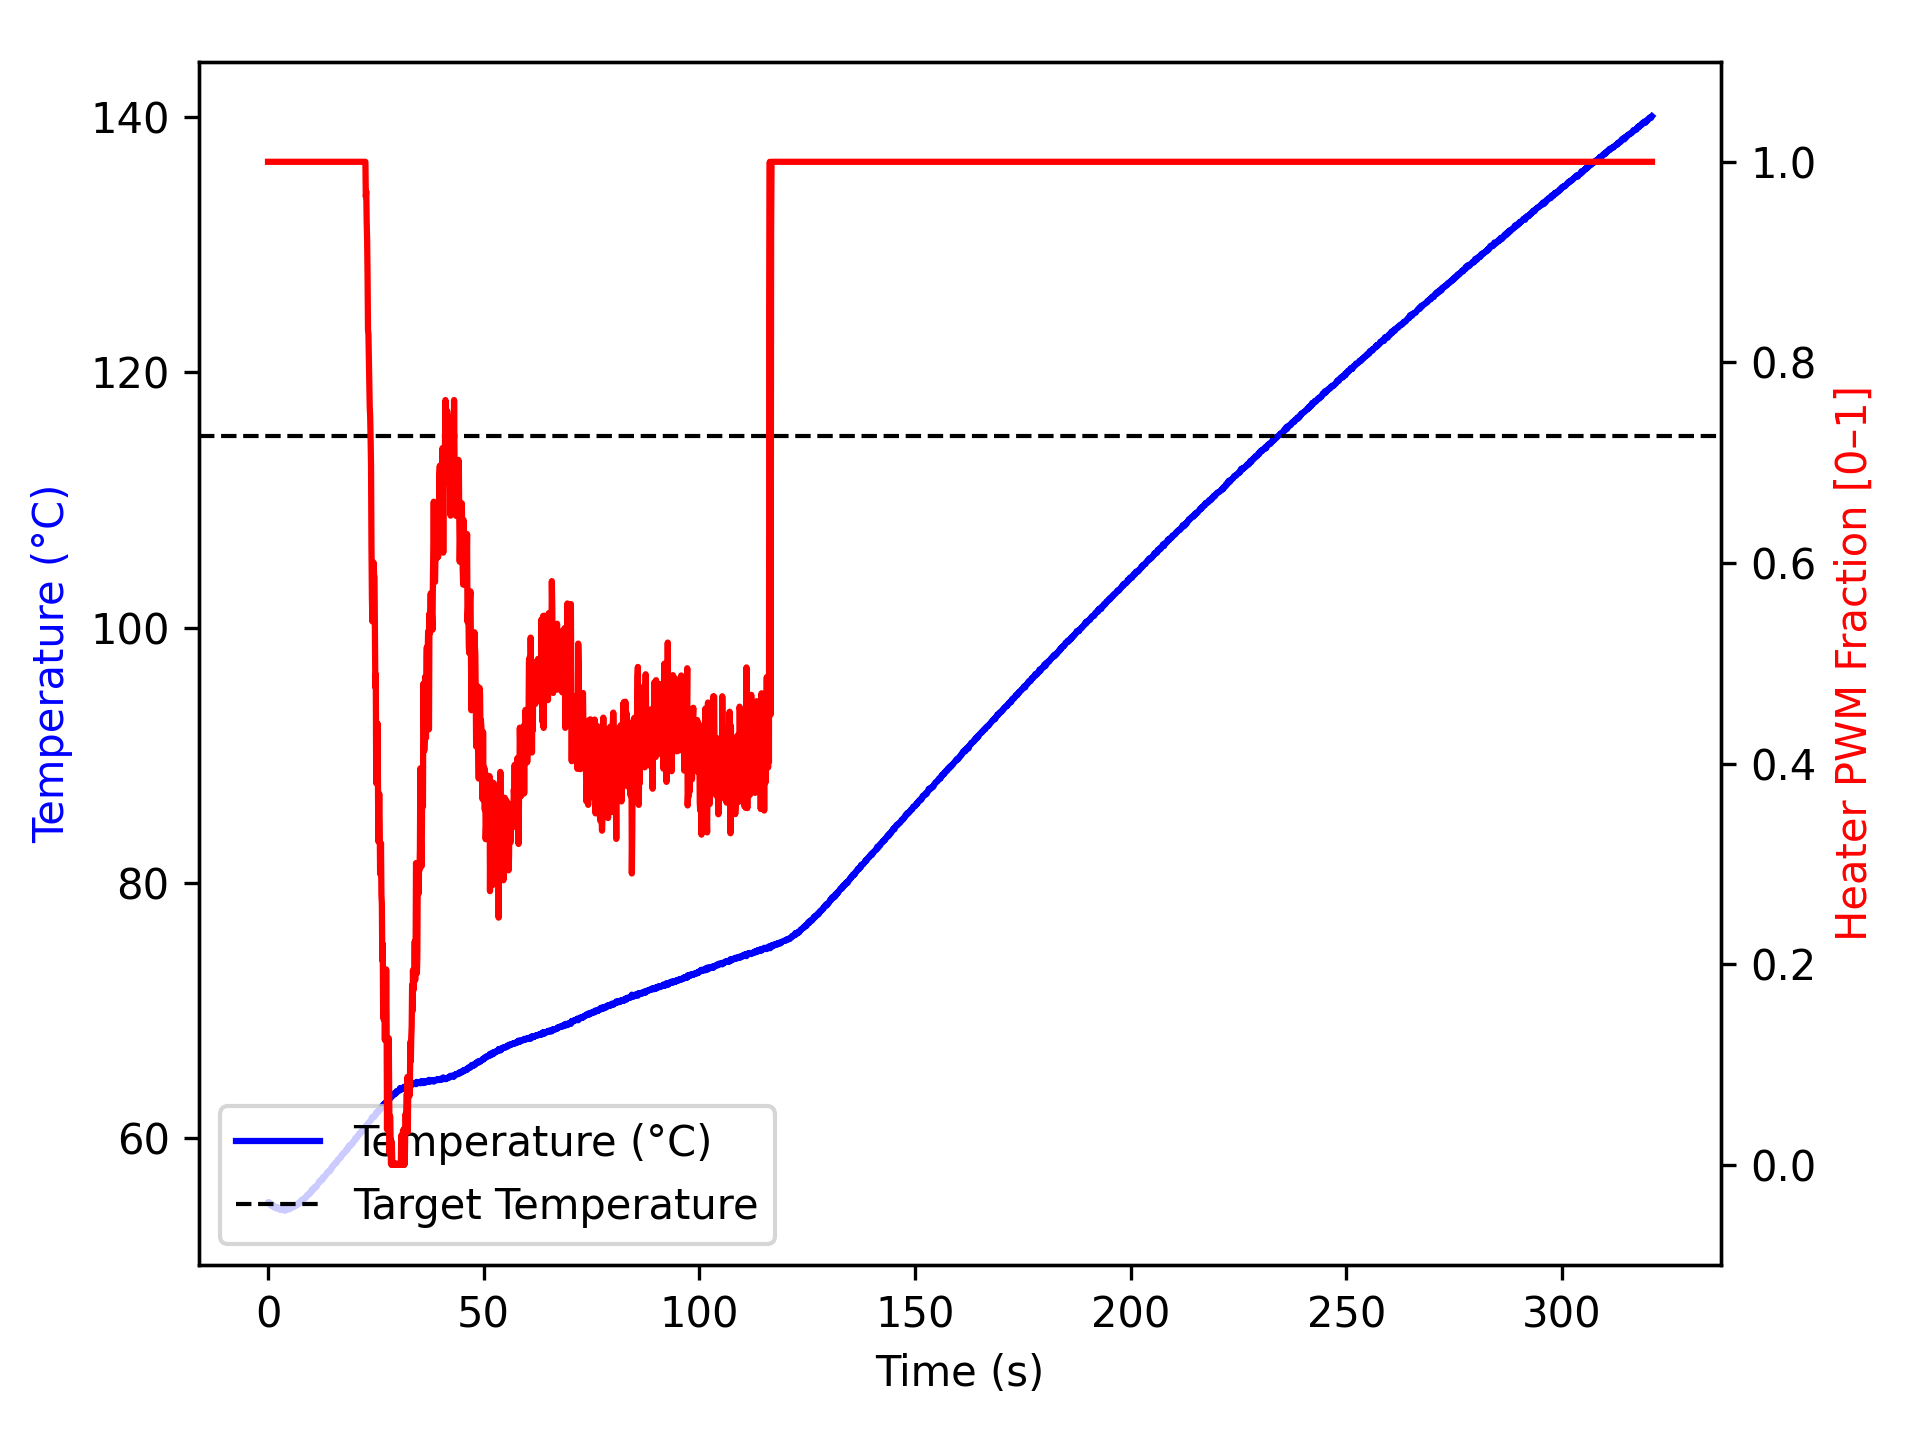 140
120
100
80
60
Temperature (°C)
1.0
0.8
0.6
0.4
0.2
0.0
Heater PWM Fraction [0–1]
Temperature (°C)
Target Temperature
0 50 100 150 200 250 300
Time (s)